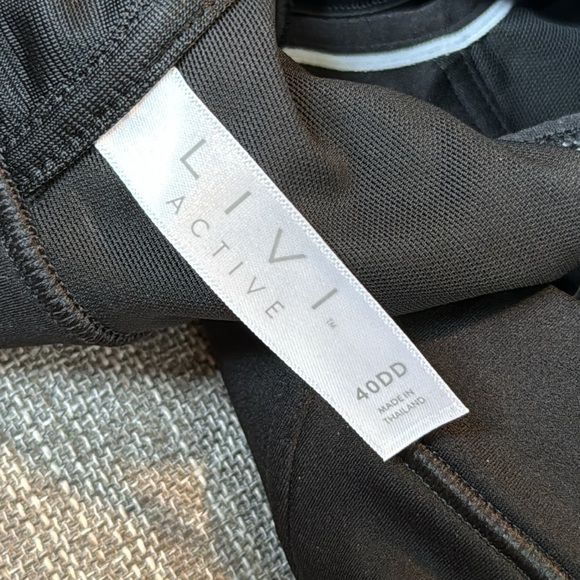 LIVI
ACTIVE
TM
40DD
MADE IN
THAILAND